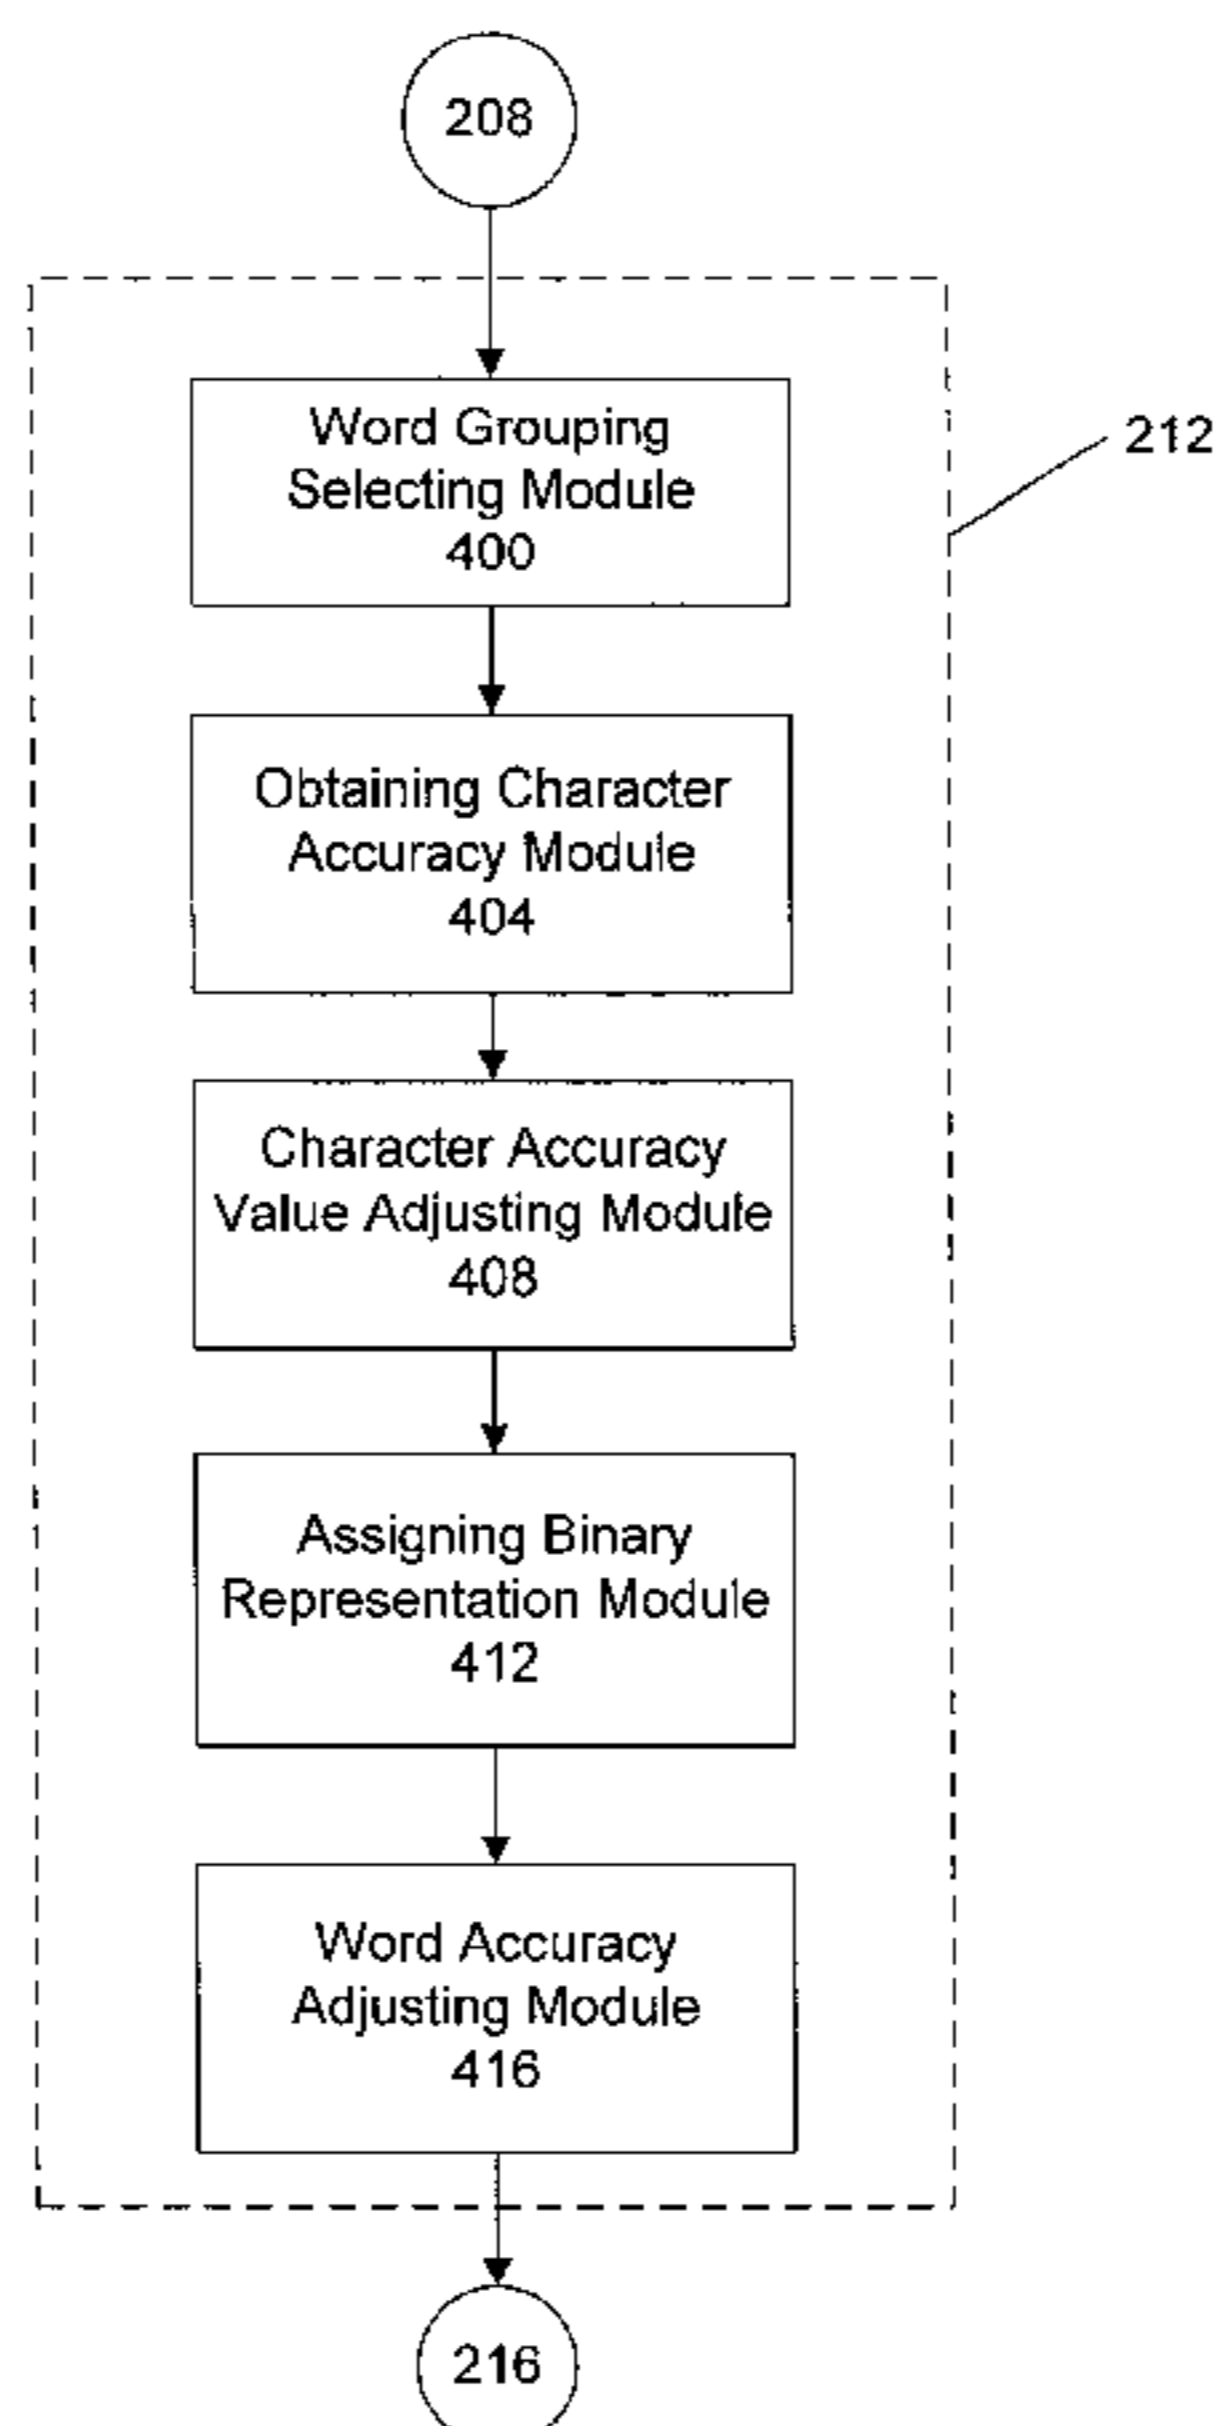 208
212
Word Grouping
Selecting Module
400
Obtaining Character
Accuracy Module
404
Character Accuracy
Value Adjusting Module
408
Assigning Binary
Representation Module
412
Word Accuracy
Adjusting Module
416
216